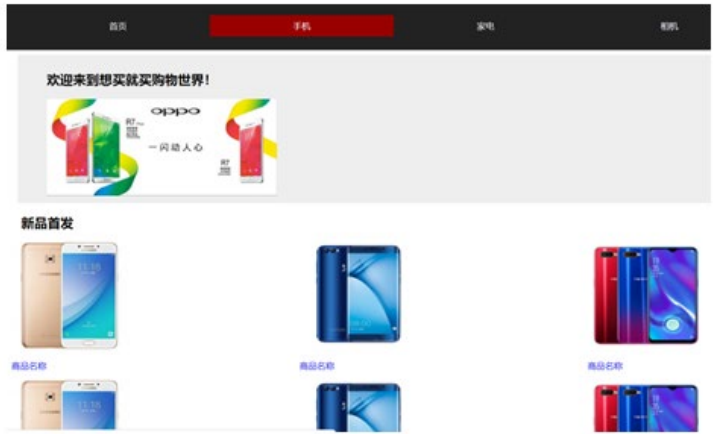 首页 手机 家电 相机
欢迎来到想买就买购物世界！
oppo
R7
一闪动人心
R7
新品首发
商品名称 商品名称 商品名称